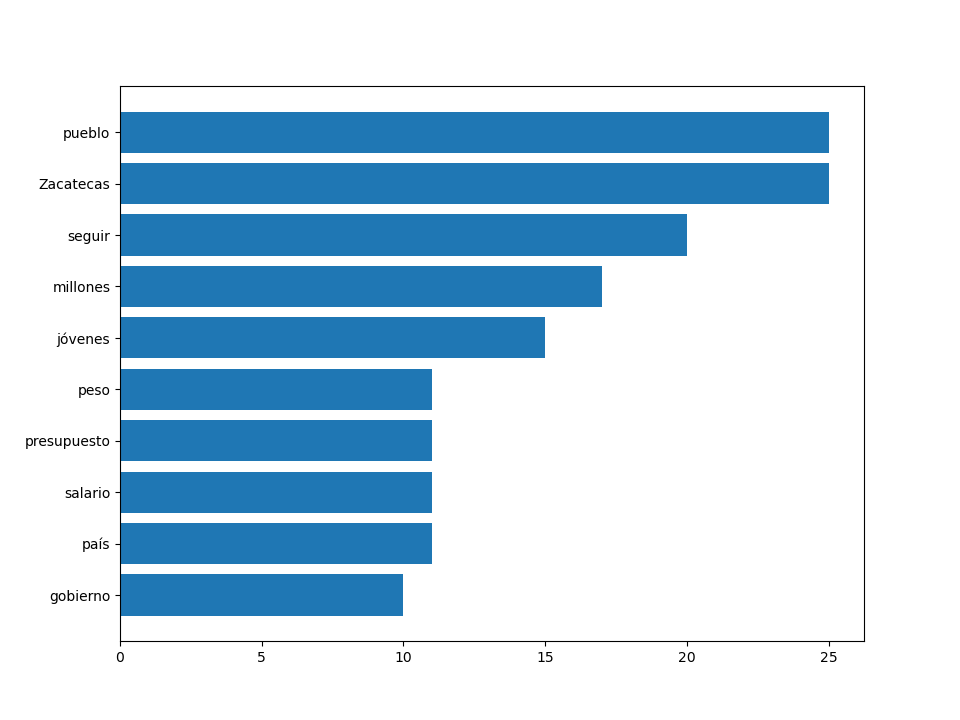 pueblo
Zacatecas
seguir
millones
jóvenes
peso
presupuesto
salario
país
gobierno
0 5 10 15 20 25